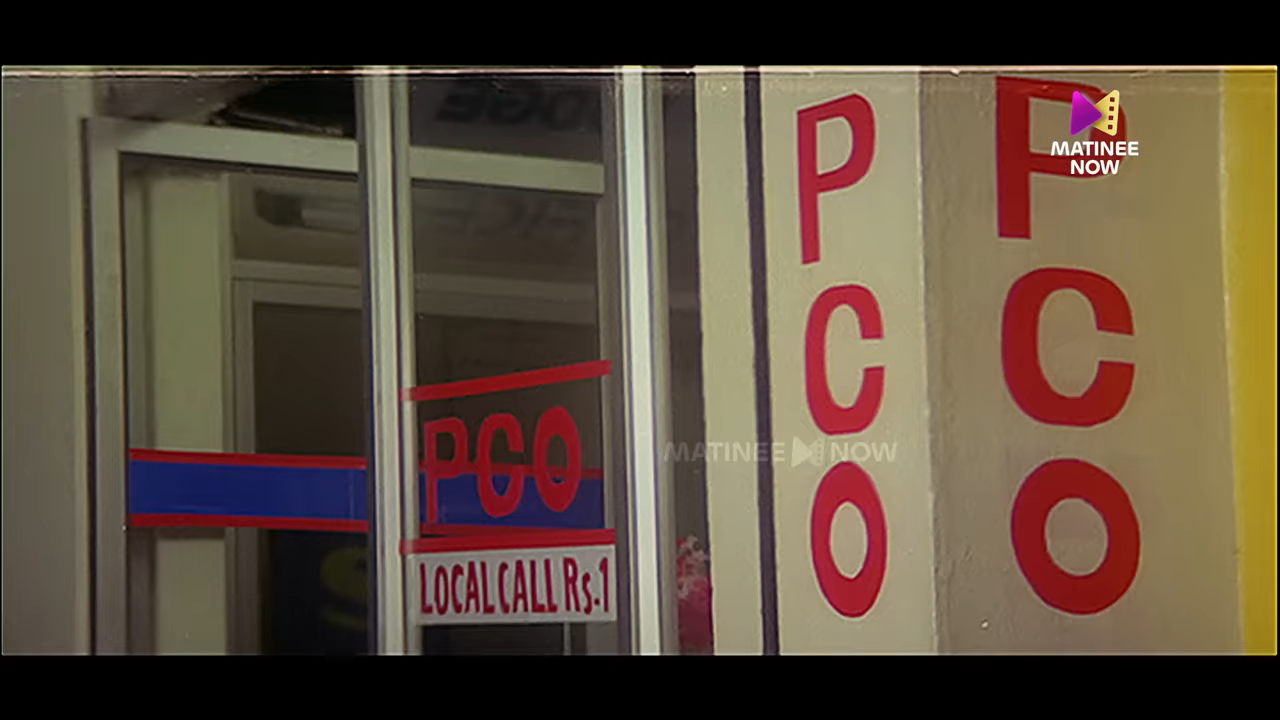 PCO
LOCAL CALL Rs.1
PCO
PCO
MATINEE
NOW
MATINEE NOW